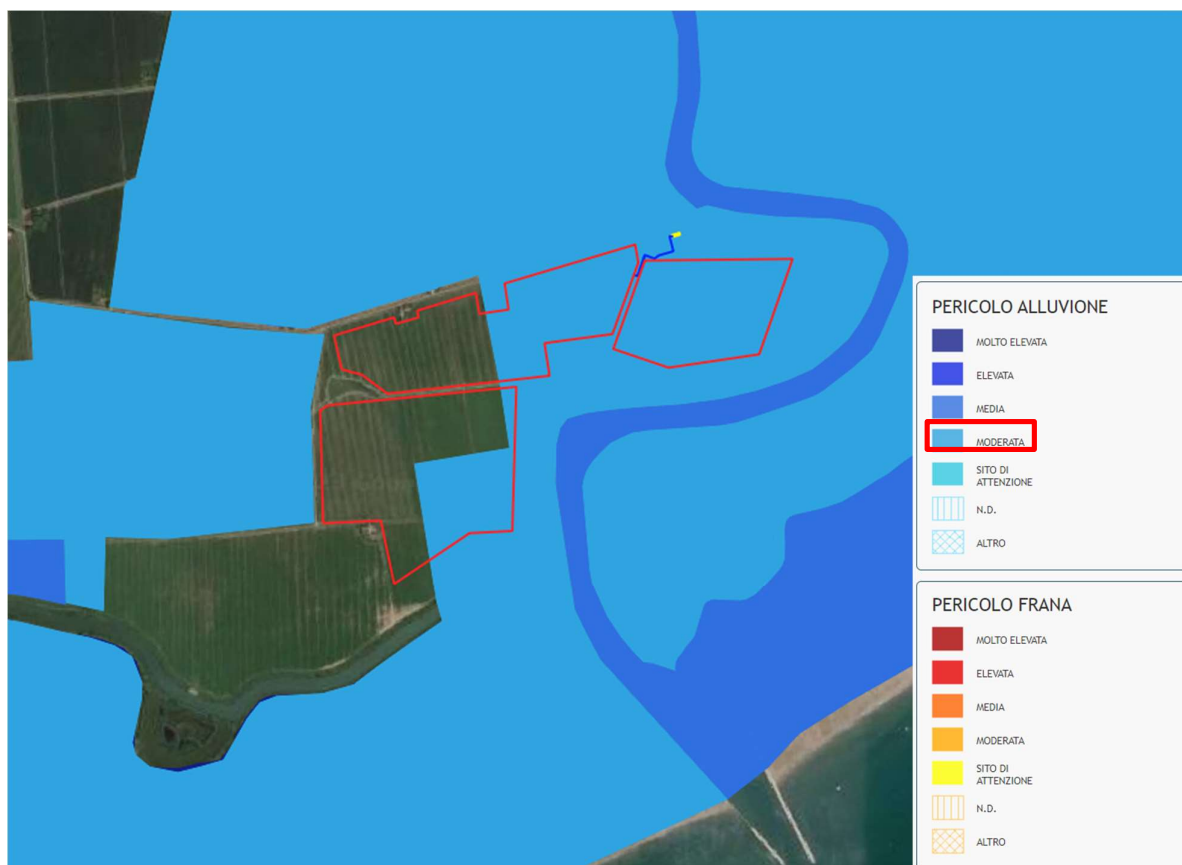 PERICOLO ALLUVIONE
MOLTO ELEVATA
ELEVATA
MEDIA
MODERATA
SITO DI
ATTENZIONE
N.D.
ALTRO
PERICOLO FRANA
MOLTO ELEVATA
ELEVATA
MEDIA
MODERATA
SITO DI
ATTENZIONE
N.D.
ALTRO